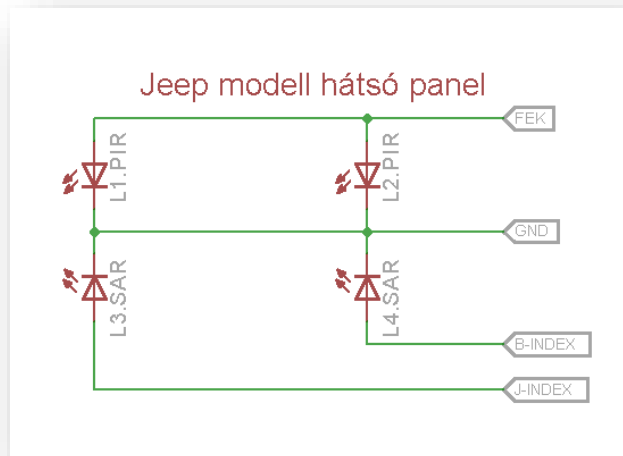 Jeep modell hátsó panel
FEK
L1.PIR
L2.PIR
GND
L3.SAR
L4.SAR
B-INDEX
J-INDEX